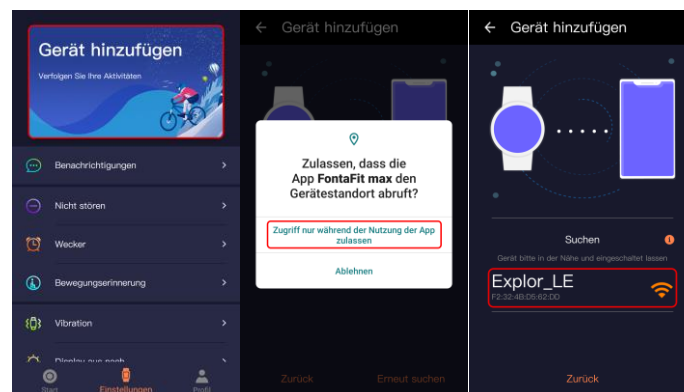 Gerät hinzufügen
Verfolgen Sie Ihre Aktivitäten
Benachrichtigungen
Nicht stören
Wecker
Bewegungserinnerung
Vibration
Display aus nach
Start
Einstellungen
Profil
Gerät hinzufügen
Zulassen, dass die
App FontaFit max den
Gerätestandort abruft?
Zugriff nur während der Nutzung der App
zulassen
Ablehnen
Zurück
Erneut suchen
Gerät hinzufügen
Suchen
Gerät bitte in der Nähe und eingeschaltet lassen
Explor_LE
F2:32:4B:D5:62:DD
Zurück